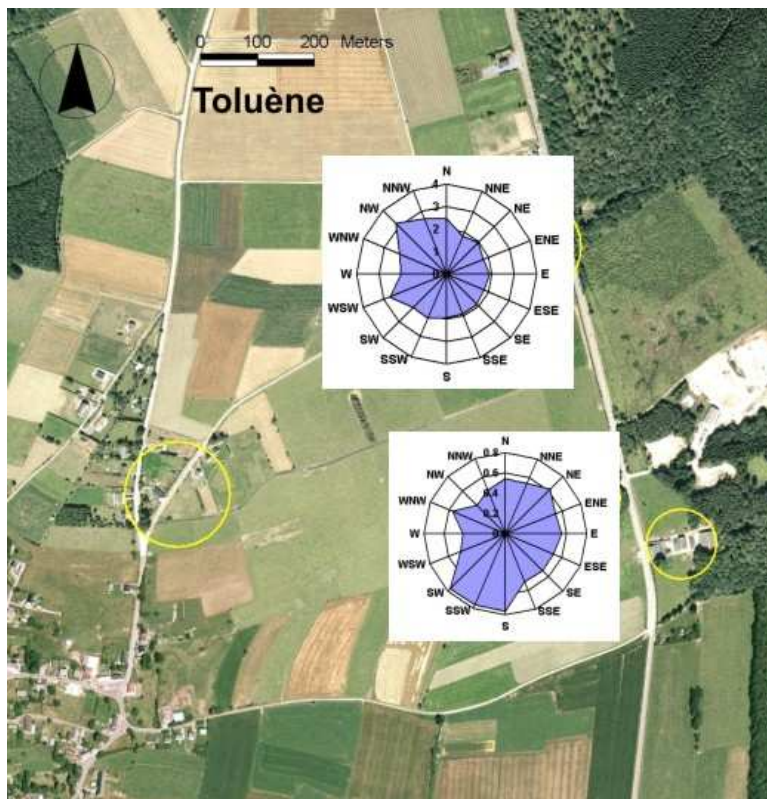 0 100 200 Meters
Toluène
N
NNW 4 NNE
NW 3 NE
2
WNW ENE
1
W 0 E
WSW ESE
SW SE
SSW SSE
S
N
NNW 0.8 NNE
NW 0.6 NE
0.4
WNW ENE
0.2
W 0 E
WSW ESE
SW SE
SSW SSE
S